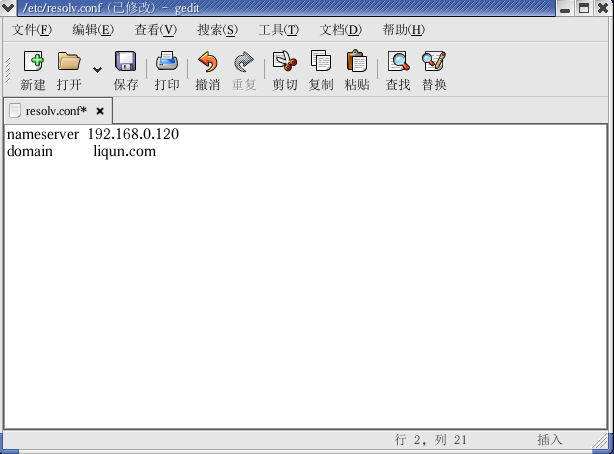 /etc/resolv.conf (已修改) - gedit
文件(F) 编辑(E) 查看(V) 搜索(S) 工具(T) 文档(D) 帮助(H)
新建 打开 保存 打印 撤消 重复 剪切 复制 粘贴 查找 替换
resolv.conf*
nameserver 192.168.0.120
domain liqun.com
行 2, 列 21 插入